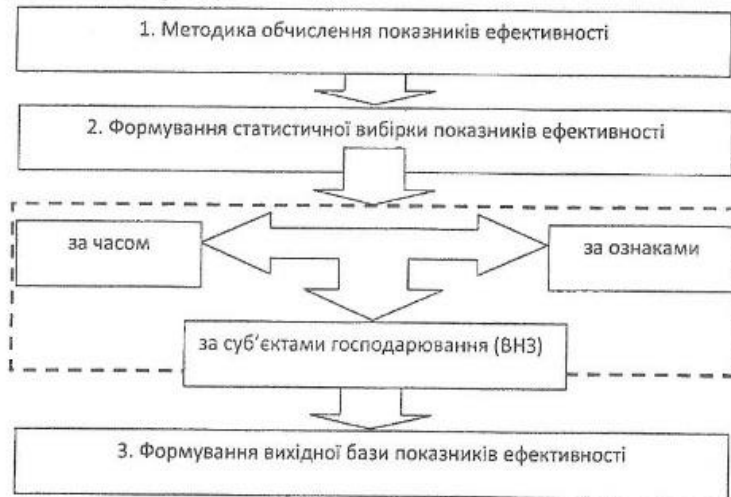 1. Методика обчислення показників ефективності
2. Формування статистичної вибірки показників ефективності
за часом
за ознаками
за суб'єктами господарювання (ВНЗ)
3. Формування вихідної бази показників ефективності